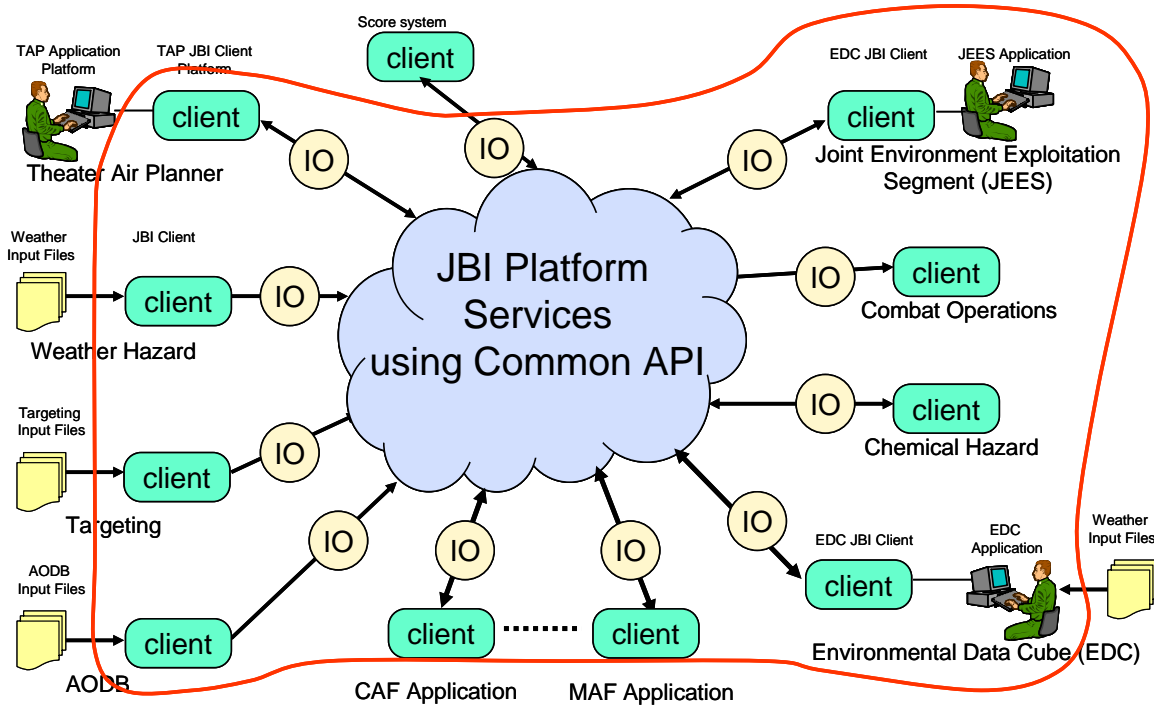 Score system
client
TAP Application
Platform
TAP JBI Client
Platform
client
Theater Air Planner
IO
IO
EDC JBI Client
JEES Application
client
IO
Joint Environment Exploitation
Segment (JEES)
Weather
Input Files
JBI Client
client
IO
Weather Hazard
JBI Platform
Services
using Common API
IO
client
Combat Operations
Targeting
Input Files
client
IO
Targeting
IO
client
Chemical Hazard
AODB
Input Files
client
IO
AODB
IO
client
CAF Application
IO
client
MAF Application
IO
EDC JBI Client
client
EDC
Application
Weather
Input Files
Environmental Data Cube (EDC)